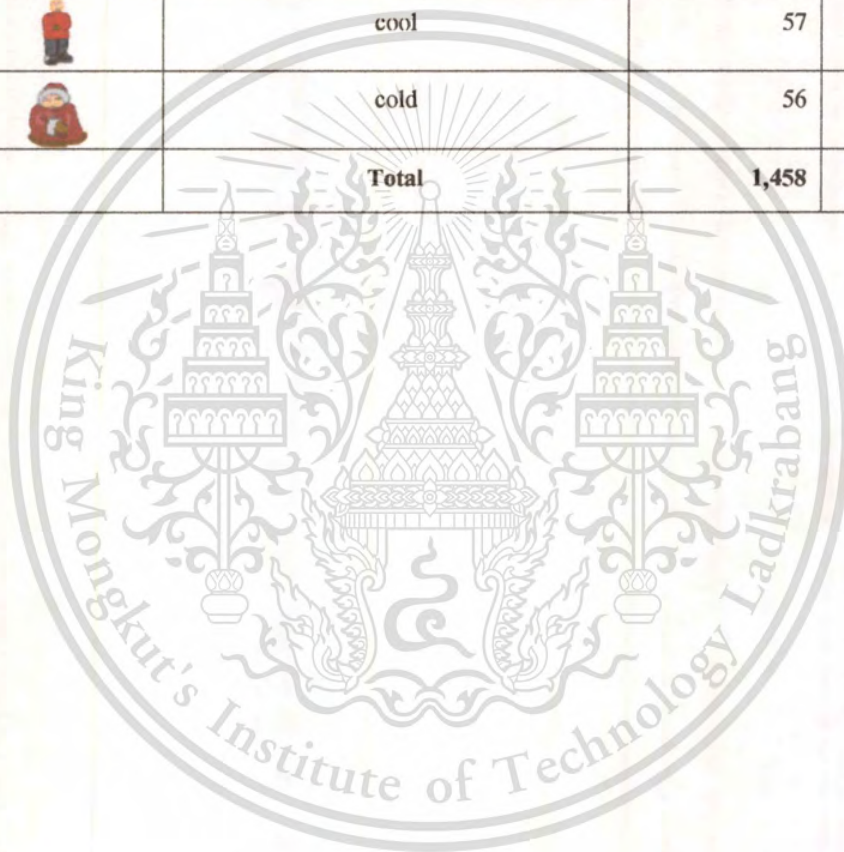 cool 57
cold 56
Total 1,458
King Mongkut's Institute of Technology Ladkrabang